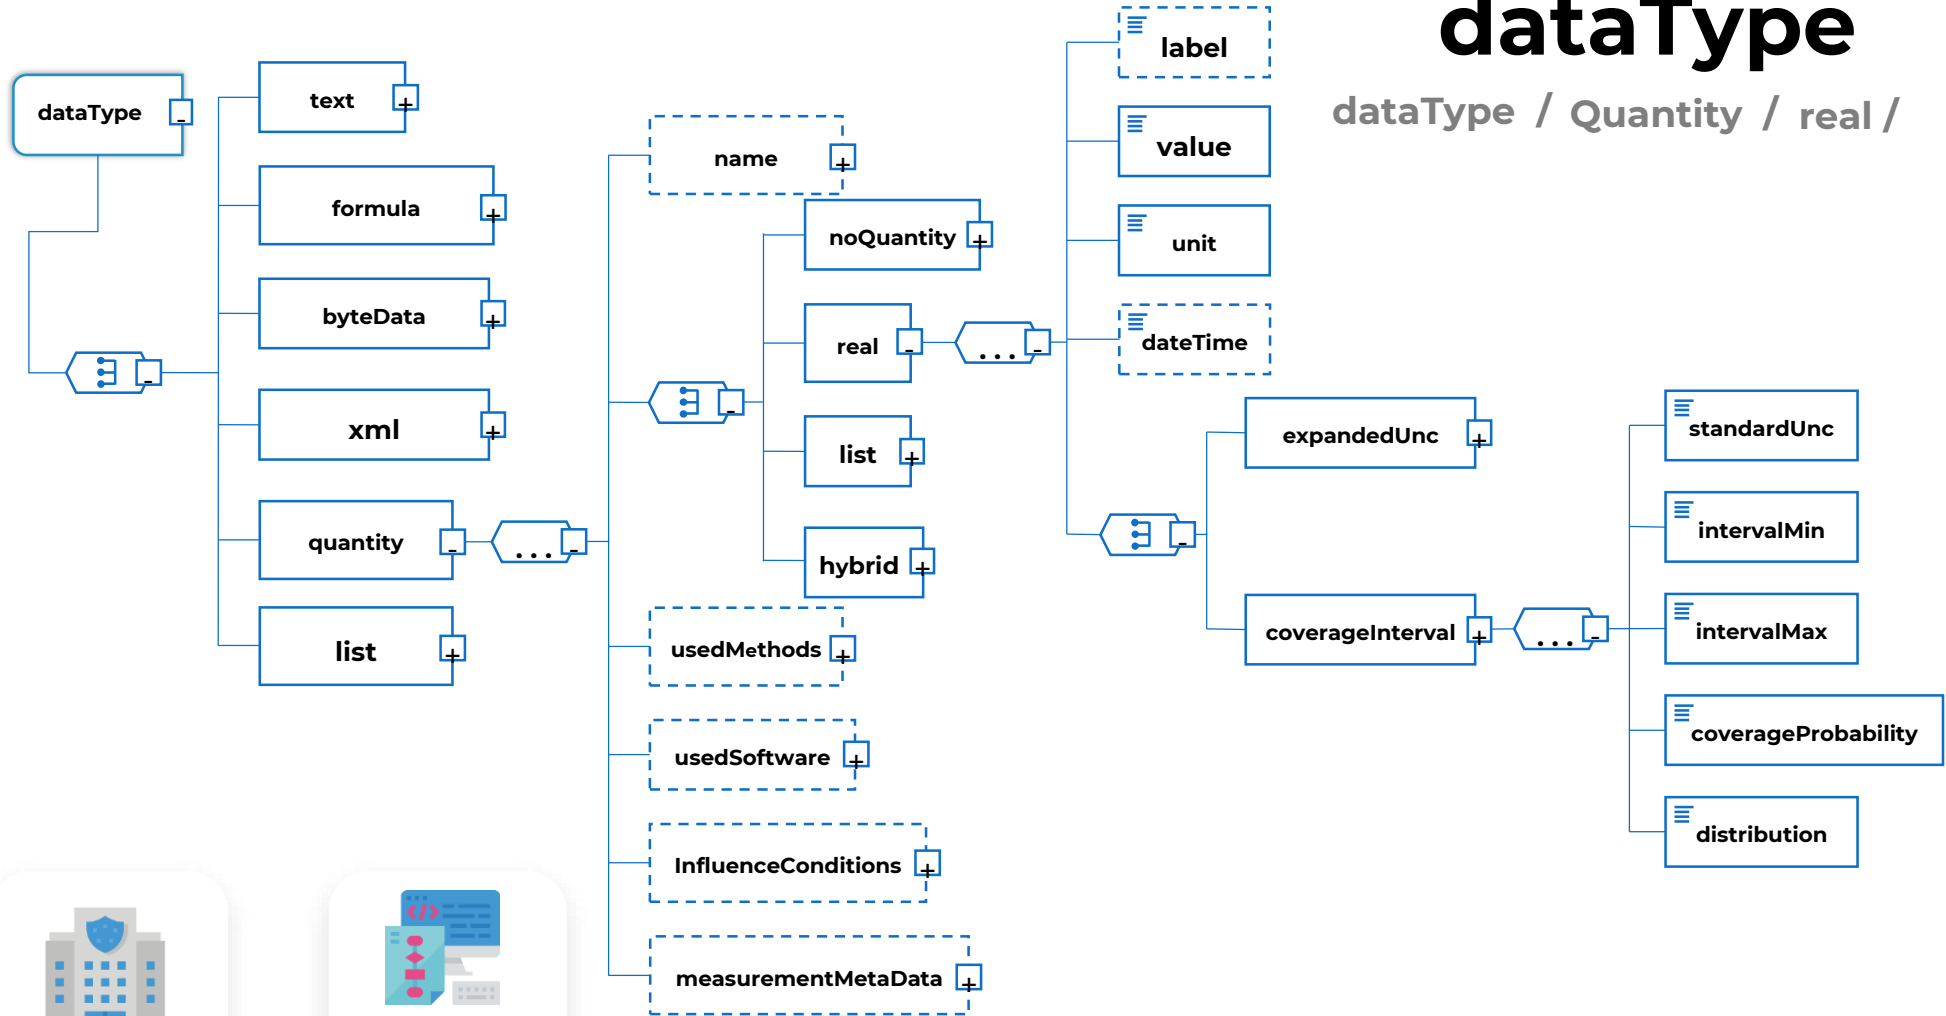 dataType
dataType / Quantity / real /
dataType
text
formula
byteData
xml
quantity
list
name
noQuantity
real
list
hybrid
usedMethods
usedSoftware
InfluenceConditions
measurementMetaData
label
value
unit
dateTime
expandedUnc
coverageInterval
standardUnc
intervalMin
intervalMax
coverageProbability
distribution